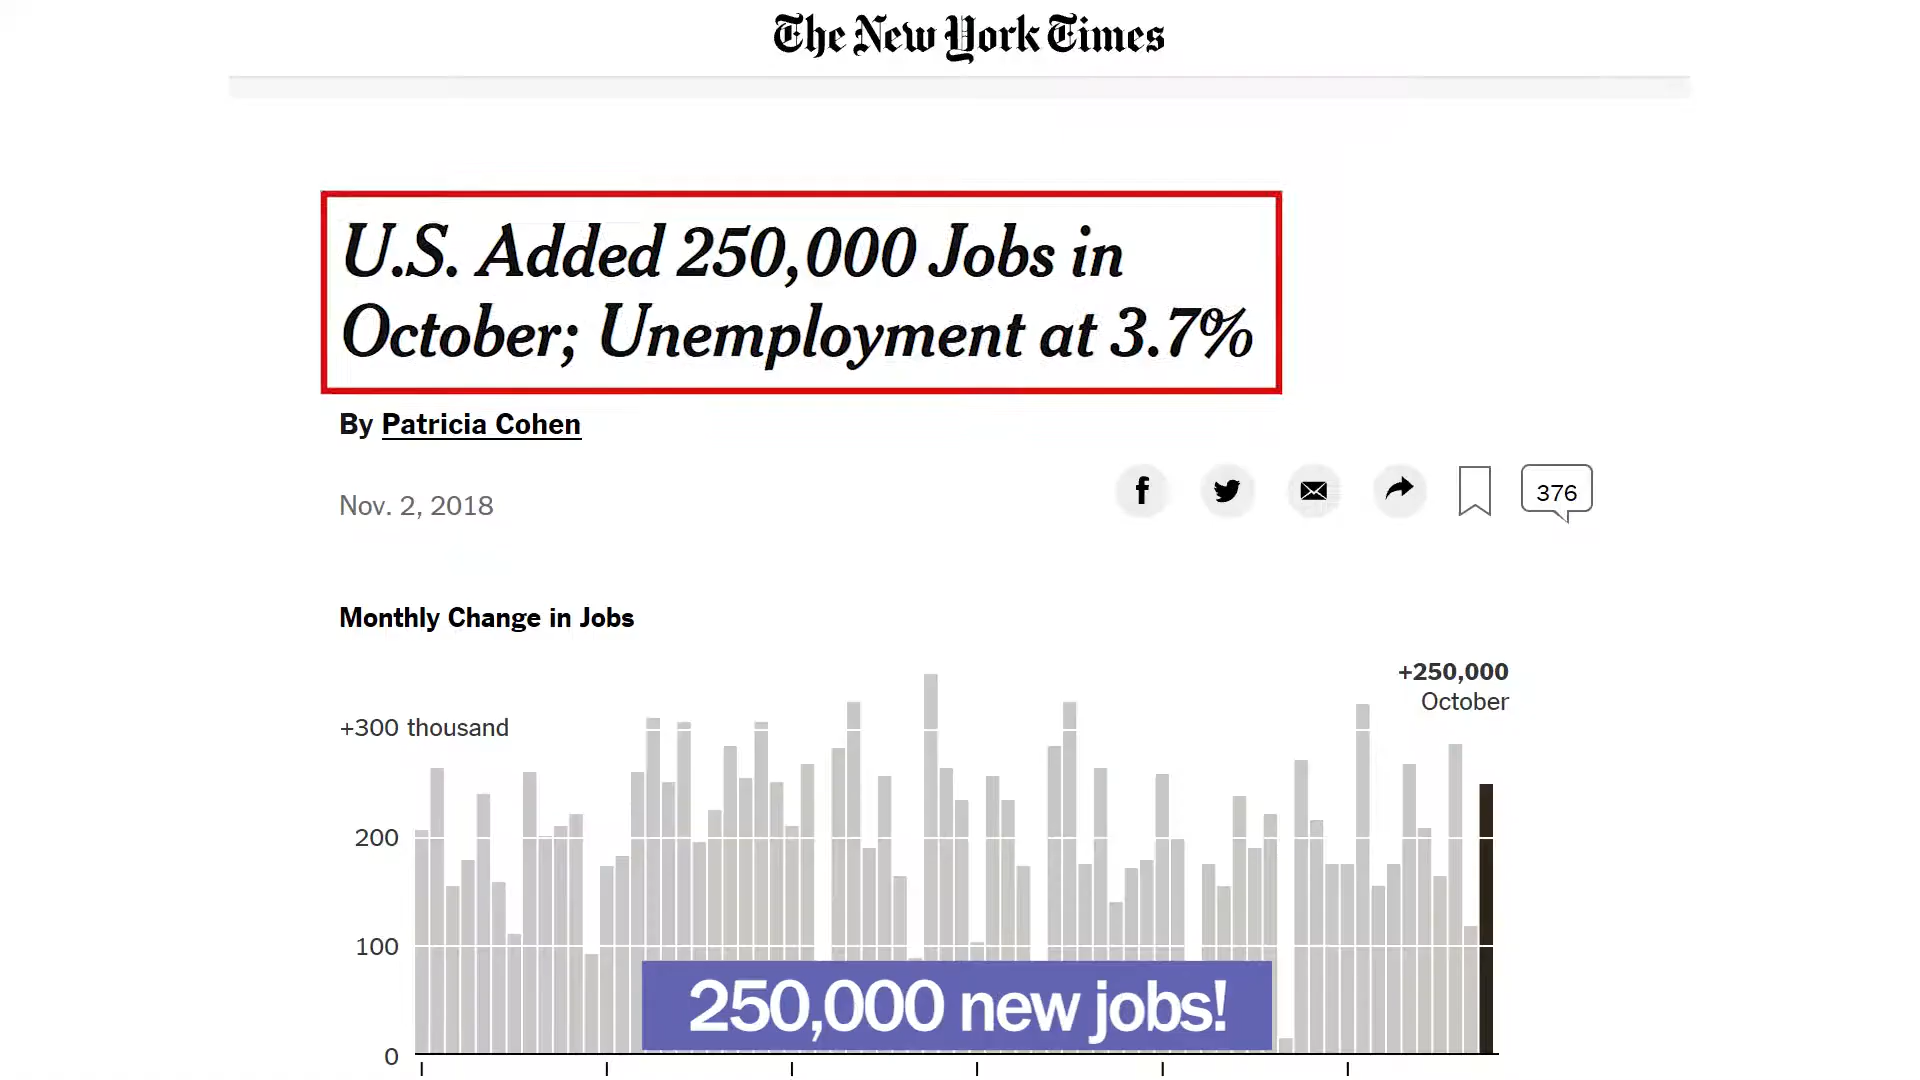 The New York Times
U.S. Added 250,000 Jobs in
October; Unemployment at 3.7%
By Patricia Cohen
Nov. 2, 2018
376
Monthly Change in Jobs
+250,000
October
+300 thousand
200
100
250,000 new jobs!
0